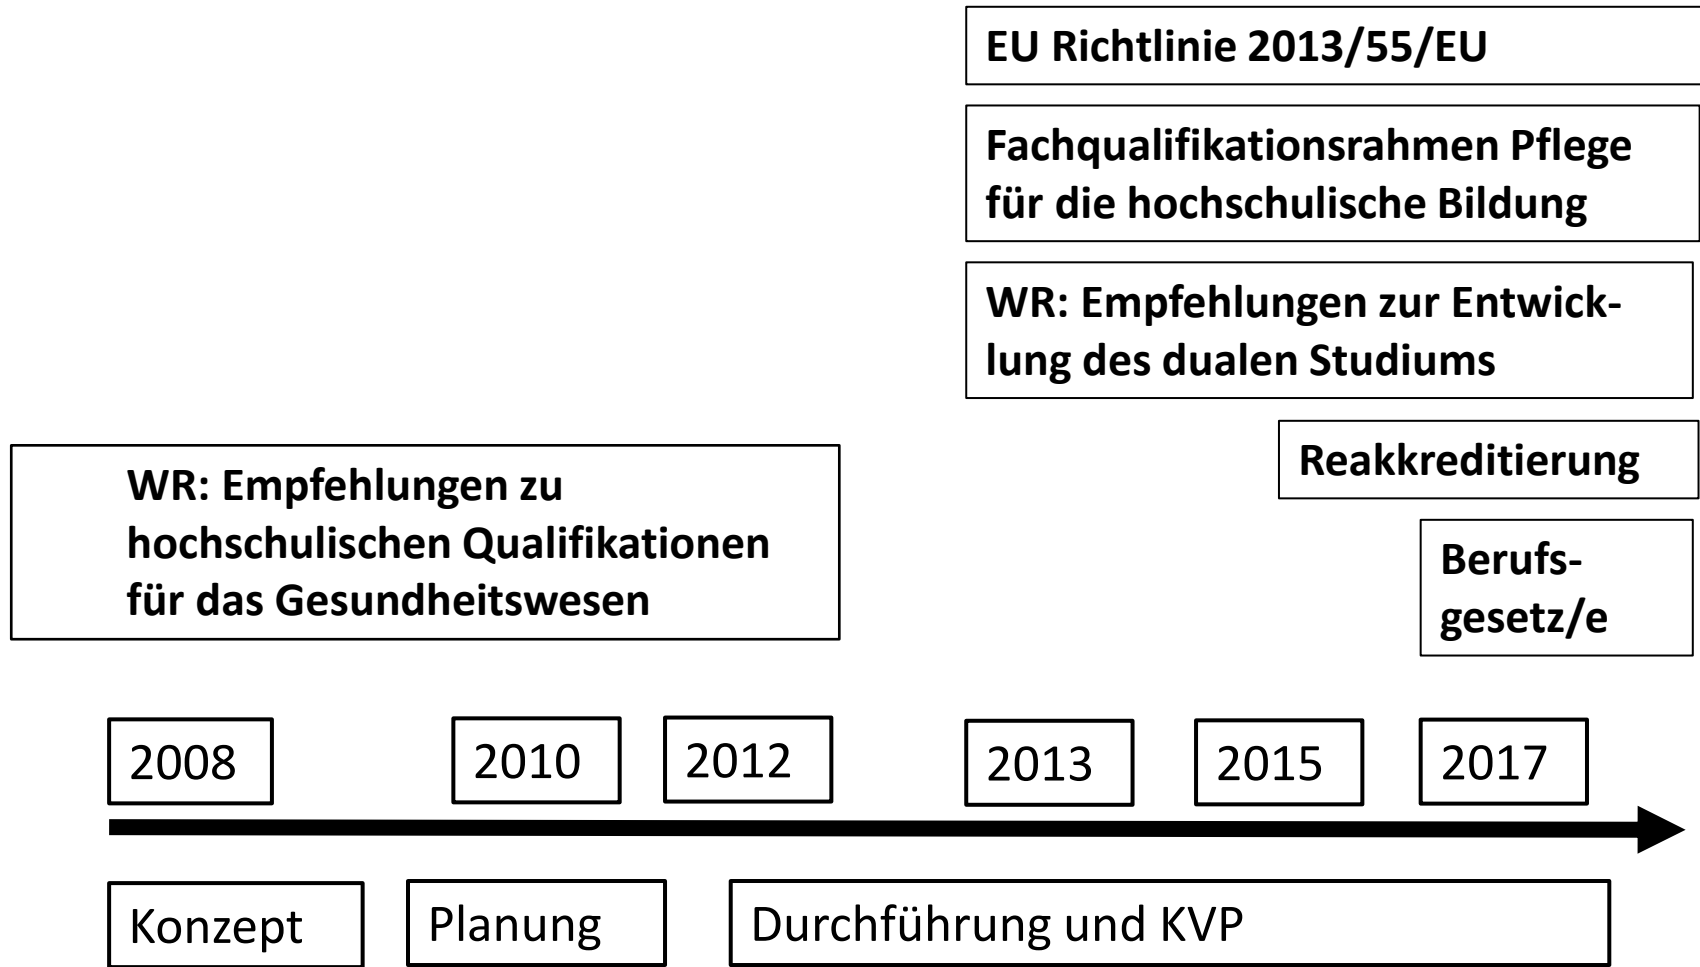 EU Richtlinie 2013/55/EU
Fachqualifikationsrahmen Pflege
für die hochschulische Bildung
WR: Empfehlungen zur Entwick-
lung des dualen Studiums
Reakkreditierung
WR: Empfehlungen zu
hochschulischen Qualifikationen
für das Gesundheitswesen
Berufs-
gesetz/e
2008
2010
2012
2013
2015
2017
Konzept
Planung
Durchführung und KVP